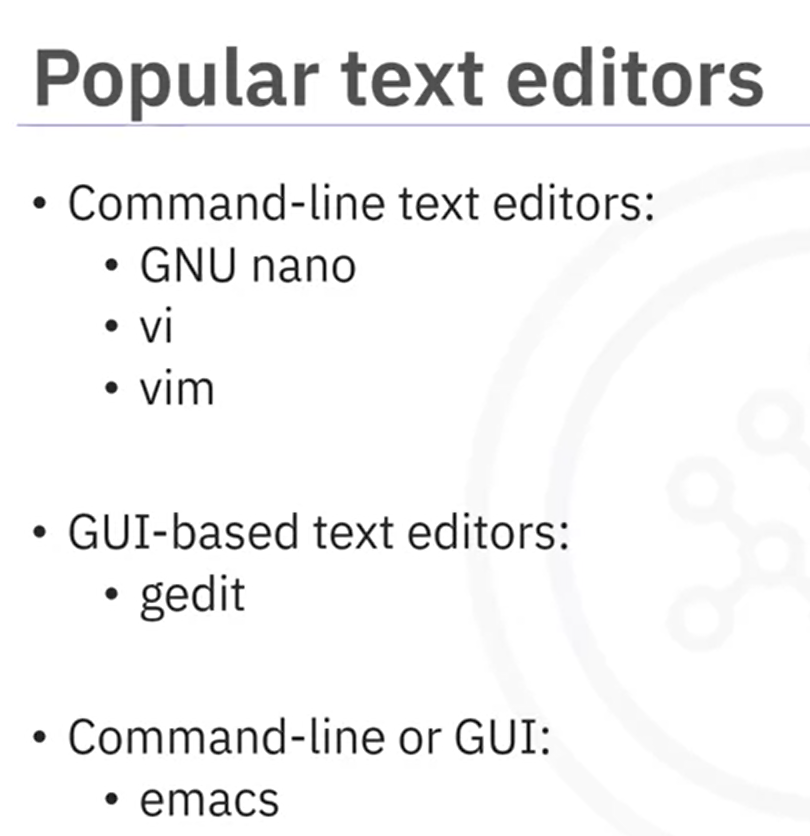 Popular text editors
• Command-line text editors:
• GNU nano
• vi
• vim
• GUI-based text editors:
• gedit
• Command-line or GUI:
• emacs